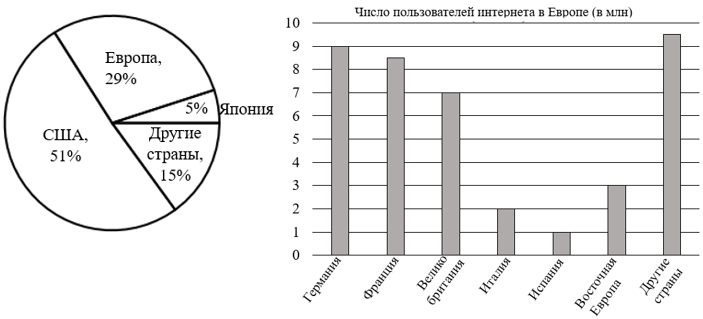 Европа,
29%
5%
Япония
США,
51%
Другие
страны,
15%
Число пользователей интернета в Европе (в млн)
10
9
8
7
6
5
4
3
2
1
0
Германия
Франция
Велико
британия
Италия
Испания
Восточная
Европа
Другие
страны